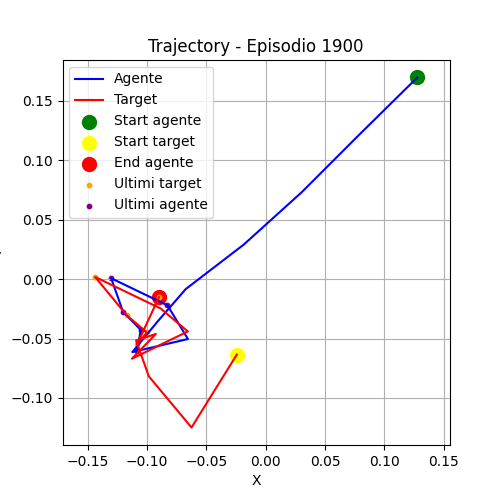 Trajectory - Episodio 1900
Agente
Target
Start agente
Start target
End agente
Ultimi target
Ultimi agente
0.15
0.10
0.05
0.00
−0.05
−0.10
−0.15
−0.10
−0.05
0.00
0.05
0.10
0.15
X